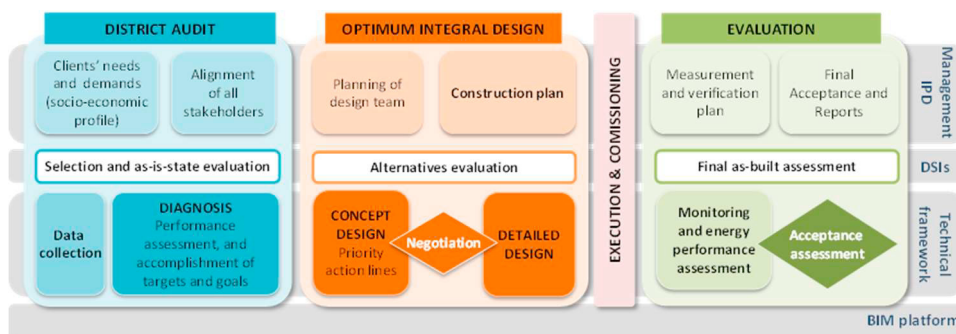 DISTRICT AUDIT
Clients' needs
and demands
(socio-economic
profile)
Alignment
of all
stakeholders
Selection and as-is-state evaluation
Data
collection
DIAGNOSIS
Performance
assessment, and
accomplishment of
targets and goals
OPTIMUM INTEGRAL DESIGN
Planning of
design team
Construction plan
Alternatives evaluation
CONCEPT
DESIGN
Priority
action lines
Negotiation
DETAILED
DESIGN
EXECUTION & COMISSIONING
EVALUATION
Measurement
and verification
plan
Final
Acceptance and
Reports
Final as-built assessment
Monitoring
and energy
performance
assessment
Acceptance
assessment
Management
IPD
DSIs
Technical
framework
BIM platform